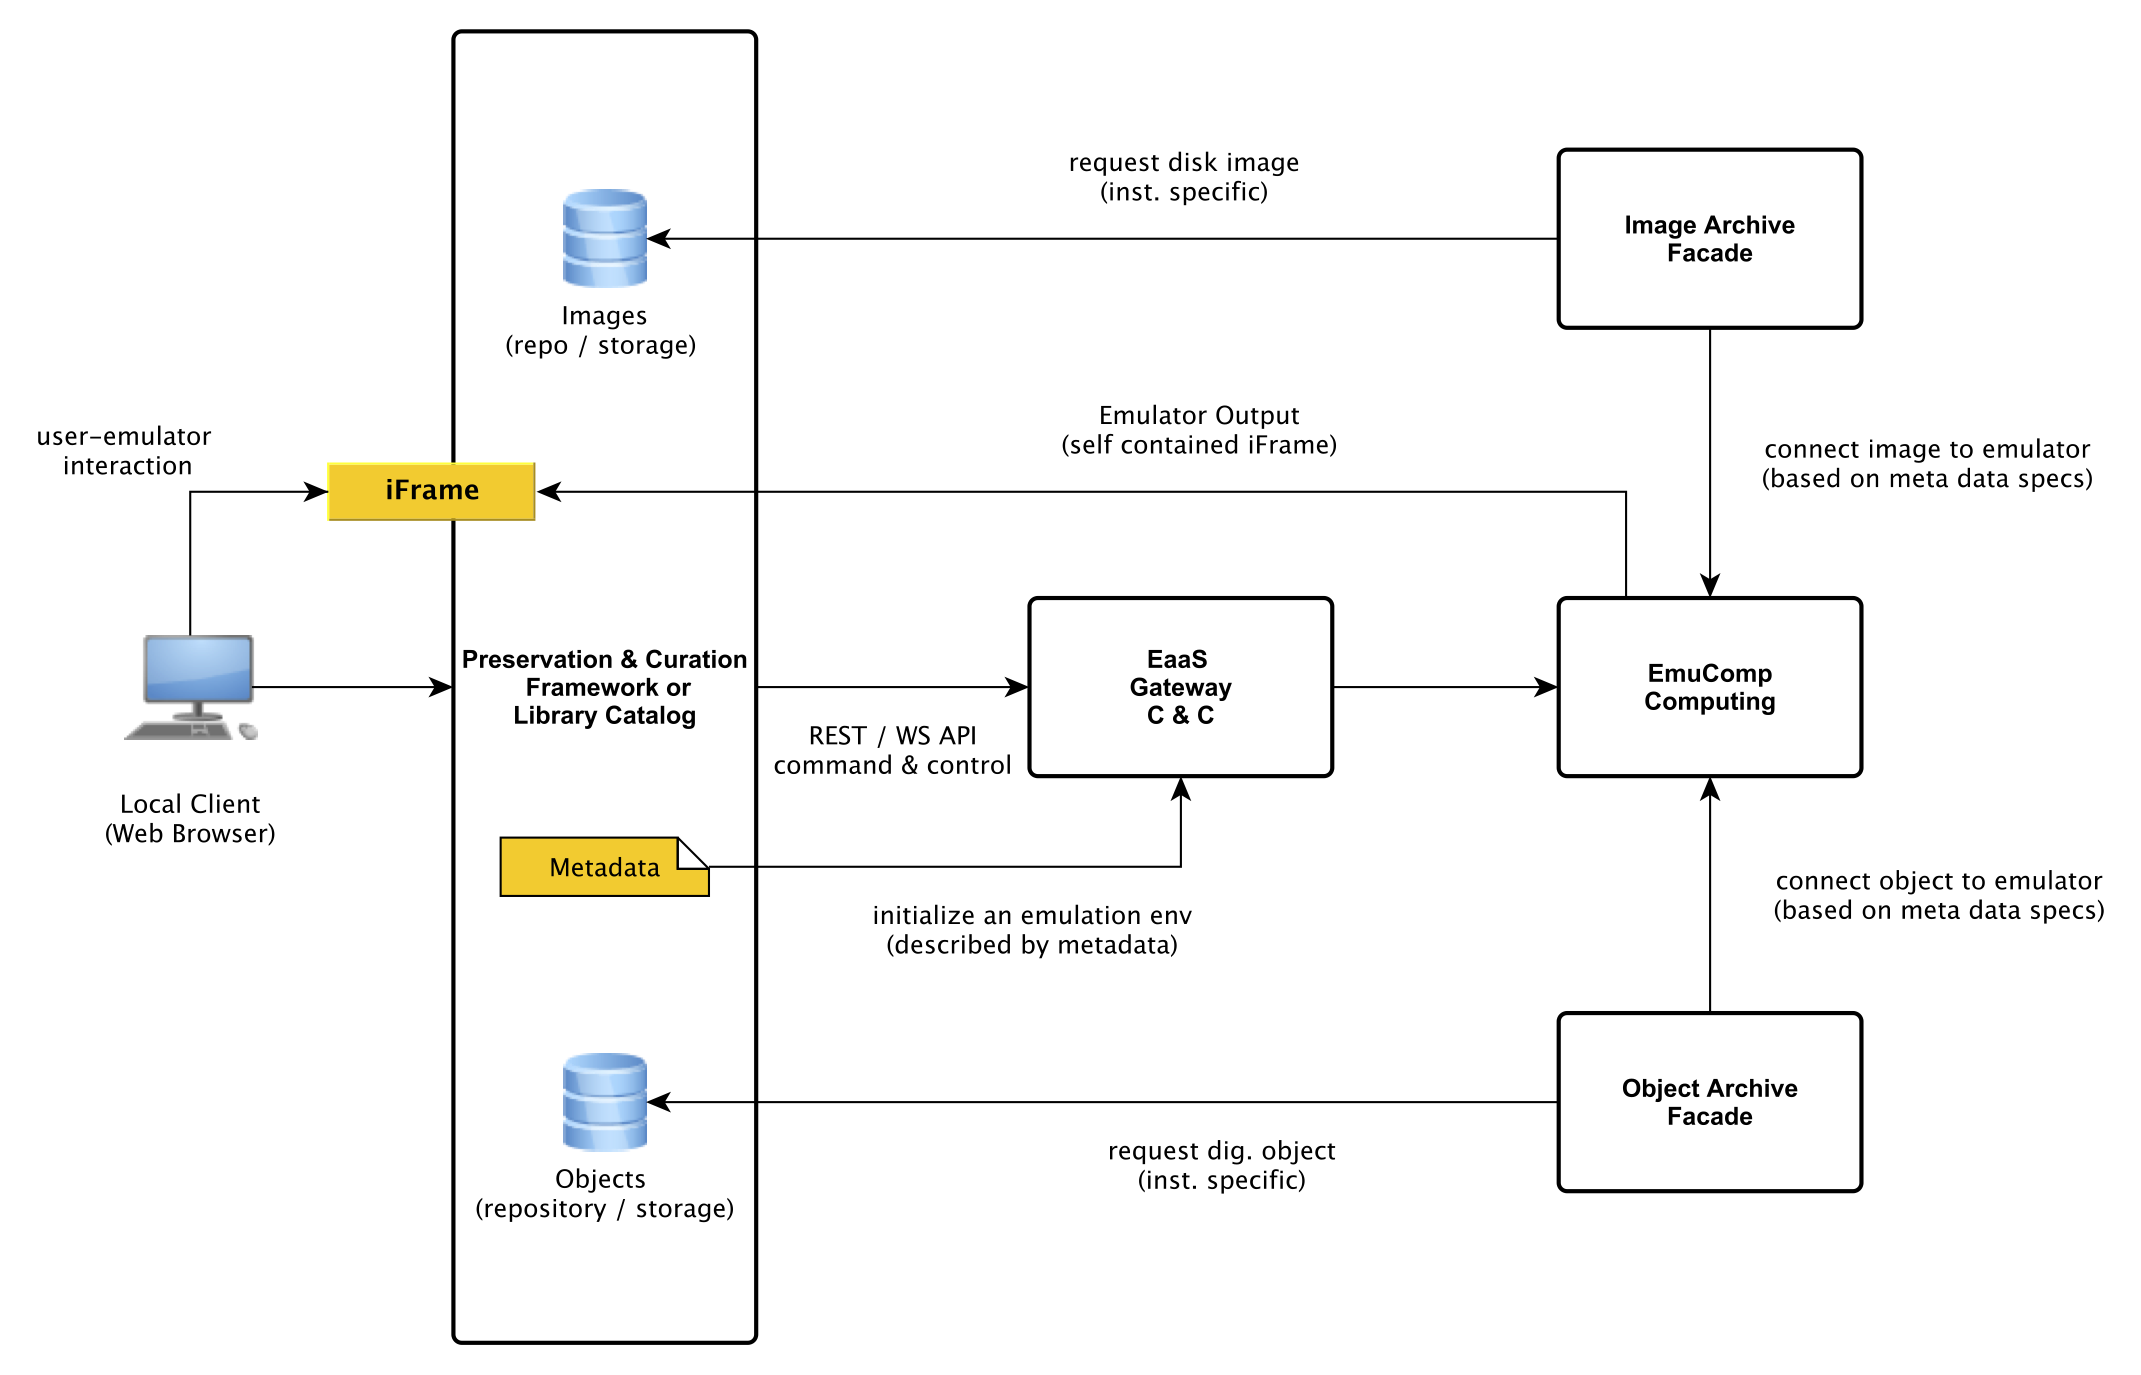 request disk image
(inst. specific)
Image Archive
Facade
Images
(repo / storage)
user-emulator
interaction
Emulator Output
(self contained iFrame)
connect image to emulator
(based on meta data specs)
iFrame
Preservation & Curation
Framework or
Library Catalog
EaaS
Gateway
C & C
EmuComp
Computing
REST / WS API
command & control
Local Client
(Web Browser)
Metadata
initialize an emulation env
(described by metadata)
connect object to emulator
(based on meta data specs)
Object Archive
Facade
request dig. object
(inst. specific)
Objects
(repository / storage)